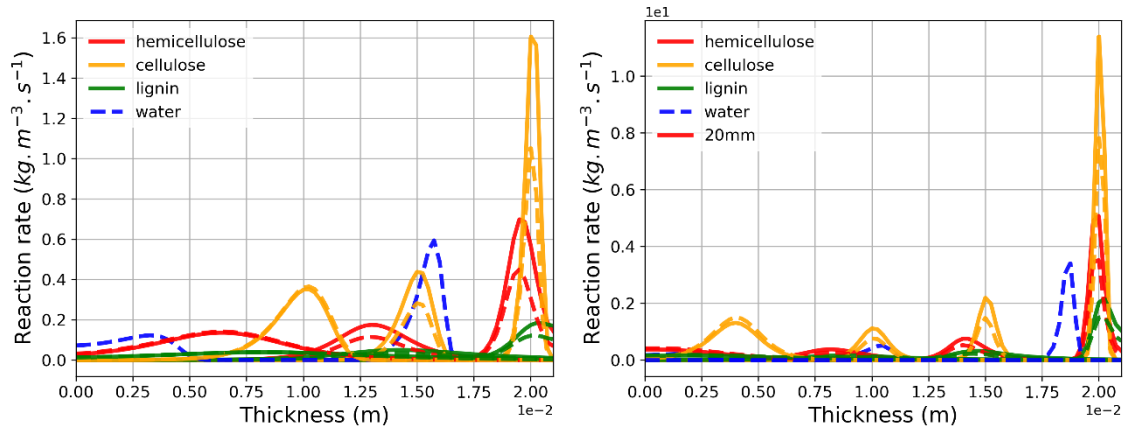 Reaction rate (kg. m⁻³. s⁻¹)
1.6
1.4
1.2
1.0
0.8
0.6
0.4
0.2
0.0
hemicellulose
cellulose
lignin
water
0.0 0.25 0.50 0.75 1.00 1.25 1.50 1.75 2.00
1e−2
Thickness (m)
1e1
Reaction rate (kg. m⁻³. s⁻¹)
1.0
0.8
0.6
0.4
0.2
0.0
hemicellulose
cellulose
lignin
water
20mm
0.0 0.25 0.50 0.75 1.00 1.25 1.50 1.75 2.00
1e−2
Thickness (m)